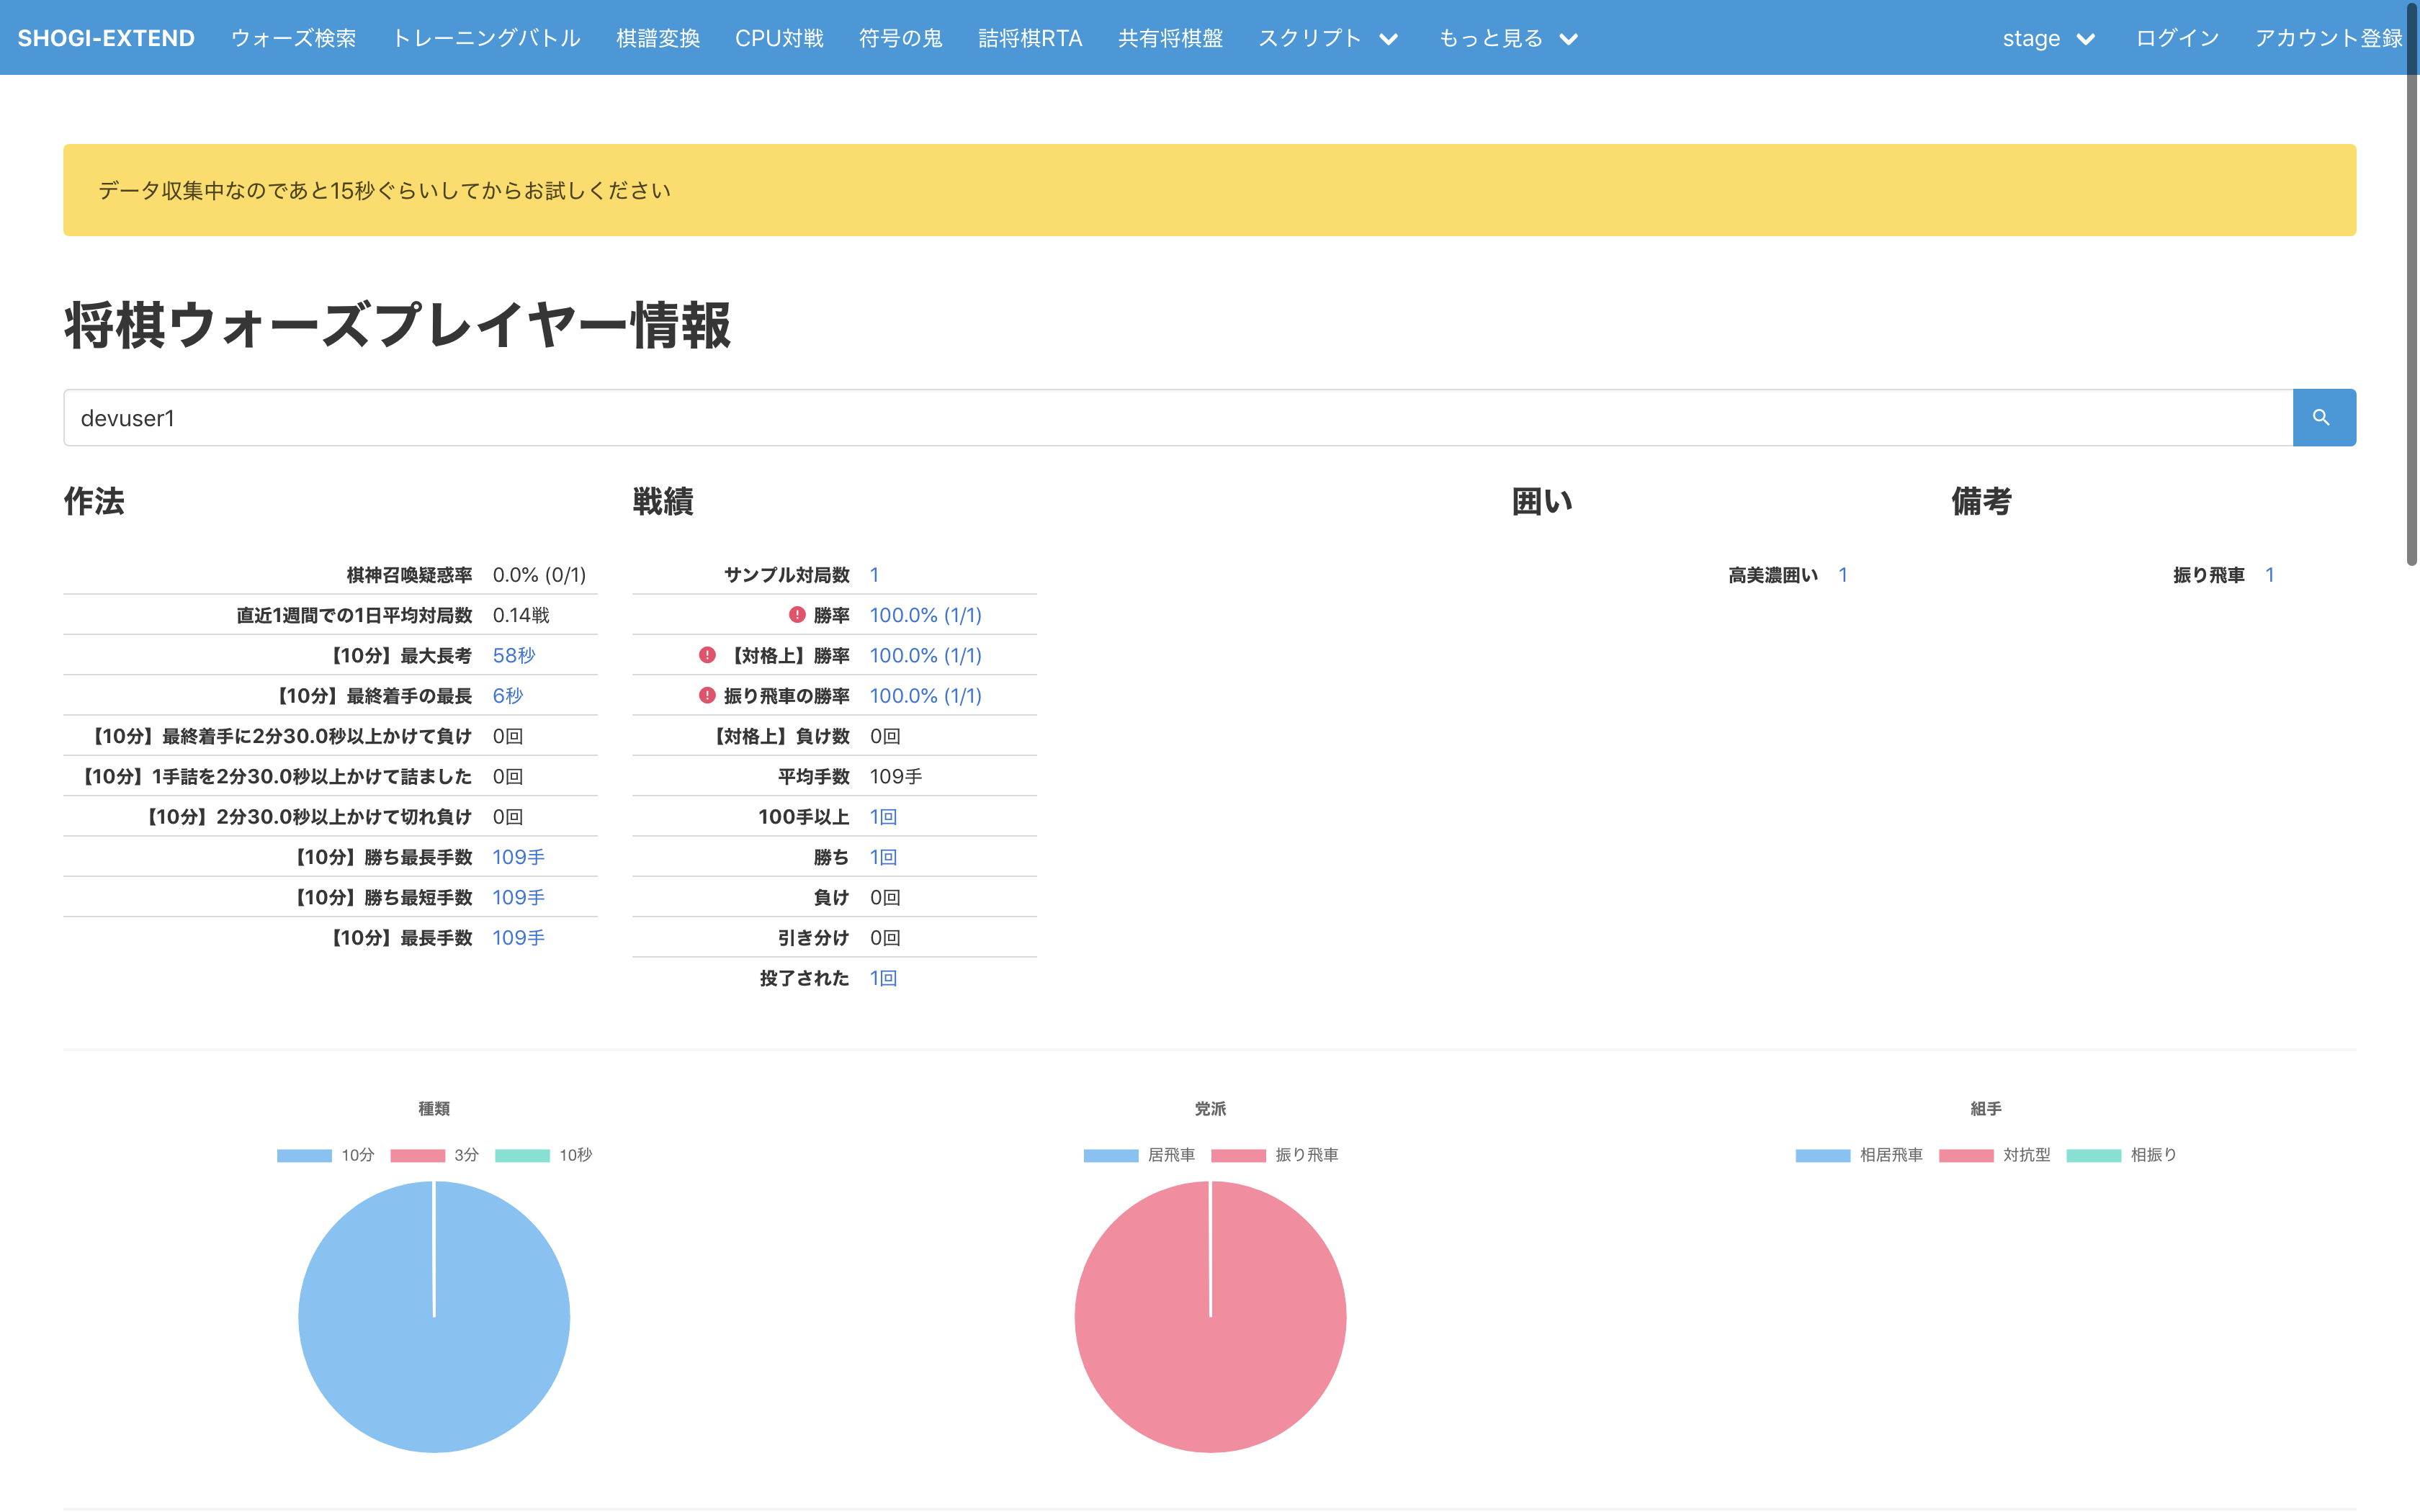 SHOGI-EXTEND ウォーズ検索 トレーニングバトル 棋譜変換 CPU対戦 符号の鬼 詰将棋RTA 共有将棋盤 スクリプト もっと見る stage ログイン アカウント登録
データ収集中なのであと15秒ぐらいしてからお試しください
将棋ウォーズプレイヤー情報
devuser1
作法
棋神召喚疑惑率 0.0% (0/1)
直近1週間での1日平均対局数 0.14戦
【10分】最大長考 58秒
【10分】最終着手の最長 6秒
【10分】最終着手に2分30.0秒以上かけて負け 0回
【10分】1手詰を2分30.0秒以上かけて詰ました 0回
【10分】2分30.0秒以上かけて切れ負け 0回
【10分】勝ち最長手数 109手
【10分】勝ち最短手数 109手
【10分】最長手数 109手
戦績
サンプル対局数 1
勝率 100.0% (1/1)
【対格上】勝率 100.0% (1/1)
振り飛車の勝率 100.0% (1/1)
【対格上】負け数 0回
平均手数 109手
100手以上 1回
勝ち 1回
負け 0回
引き分け 0回
投了された 1回
囲い
高美濃囲い 1
備考
振り飛車 1
種類
10分 3分 10秒
党派
居飛車 振り飛車
組手
相居飛車 対抗型 相振り